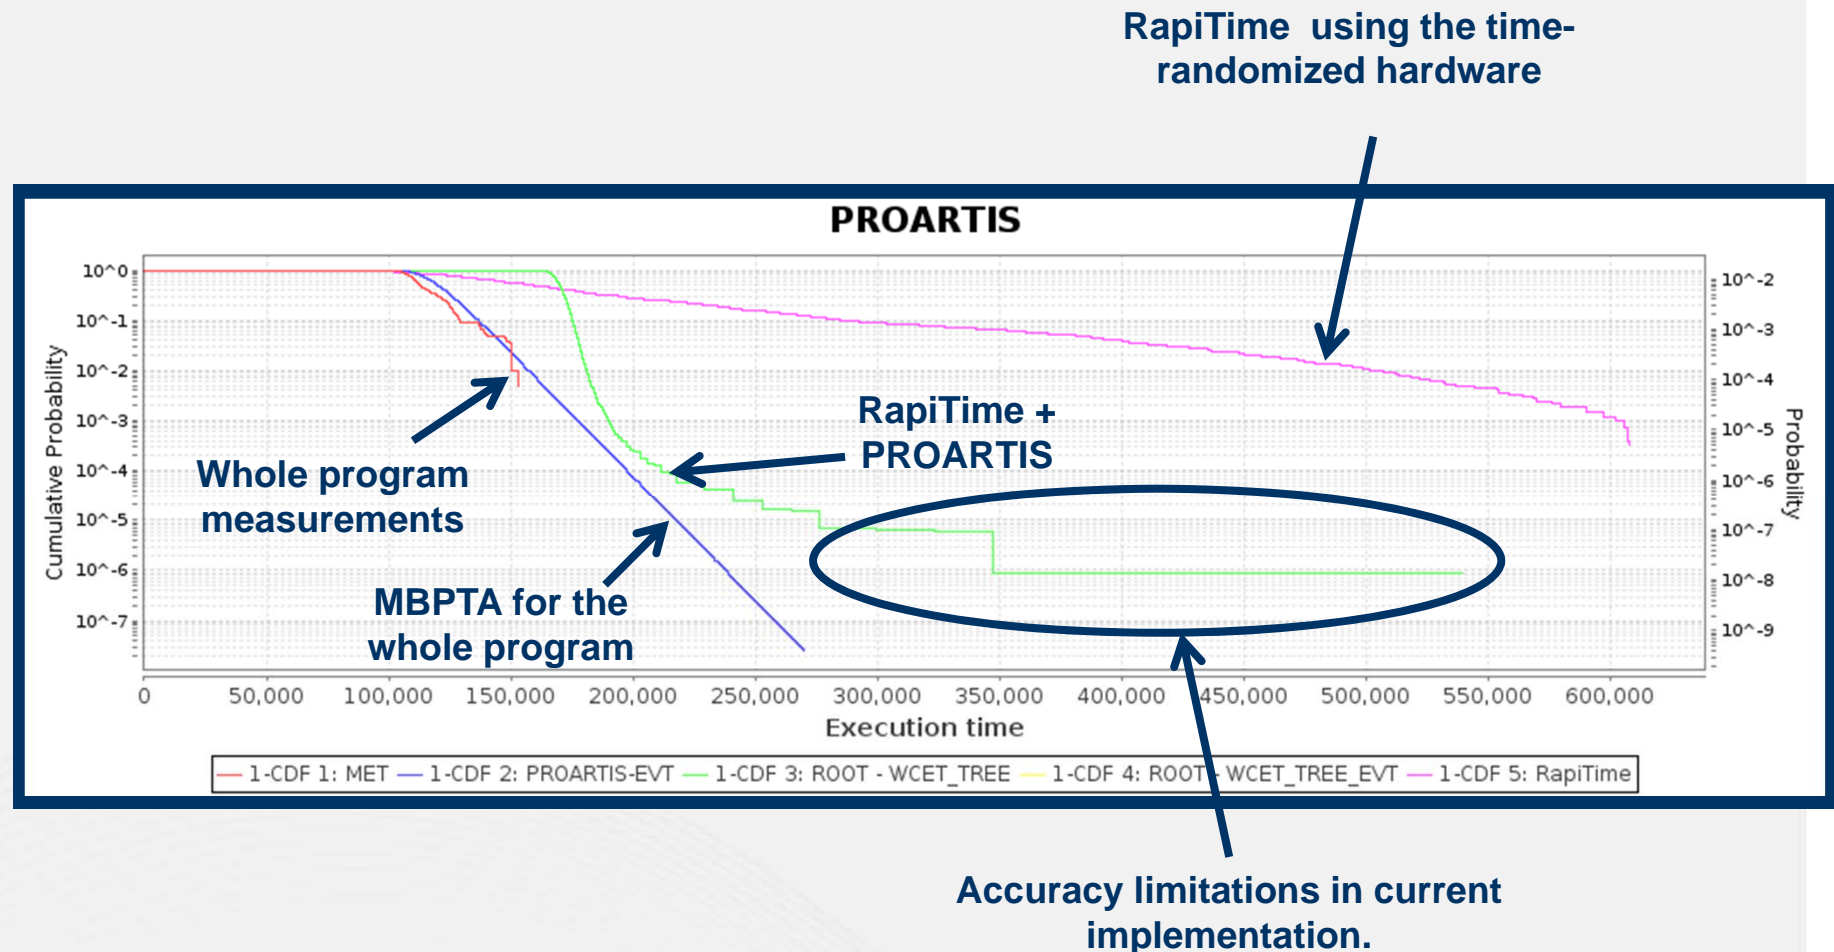 RapiTime using the time-
randomized hardware
PROARTIS
10^0
10^-1
10^-2
10^-3
10^-4
10^-5
10^-6
10^-7
Cumulative Probability
10^-2
10^-3
10^-4
10^-5
10^-6
10^-7
10^-8
10^-9
Probability
RapiTime +
PROARTIS
Whole program
measurements
MBPTA for the
whole program
0 50,000 100,000 150,000 200,000 250,000 300,000 350,000 400,000 450,000 500,000 550,000 600,000
Execution time
1-CDF 1: MET 1-CDF 2: PROARTIS-EVT 1-CDF 3: ROOT - WCET_TREE 1-CDF 4: ROOT - WCET_TREE_EVT 1-CDF 5: RapiTime
Accuracy limitations in current
implementation.